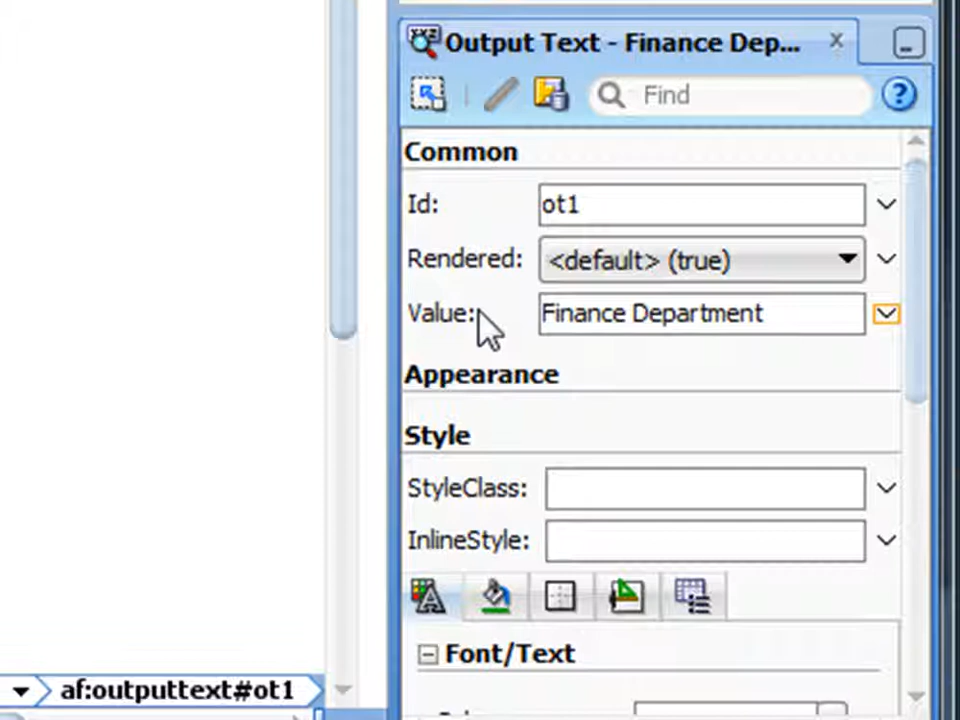 Output Text - Finance Dep...
Find
Common
Id: ot1
Rendered: <default> (true)
Value: Finance Department
Appearance
Style
StyleClass:
InlineStyle:
Font/Text
af:outputtext#ot1